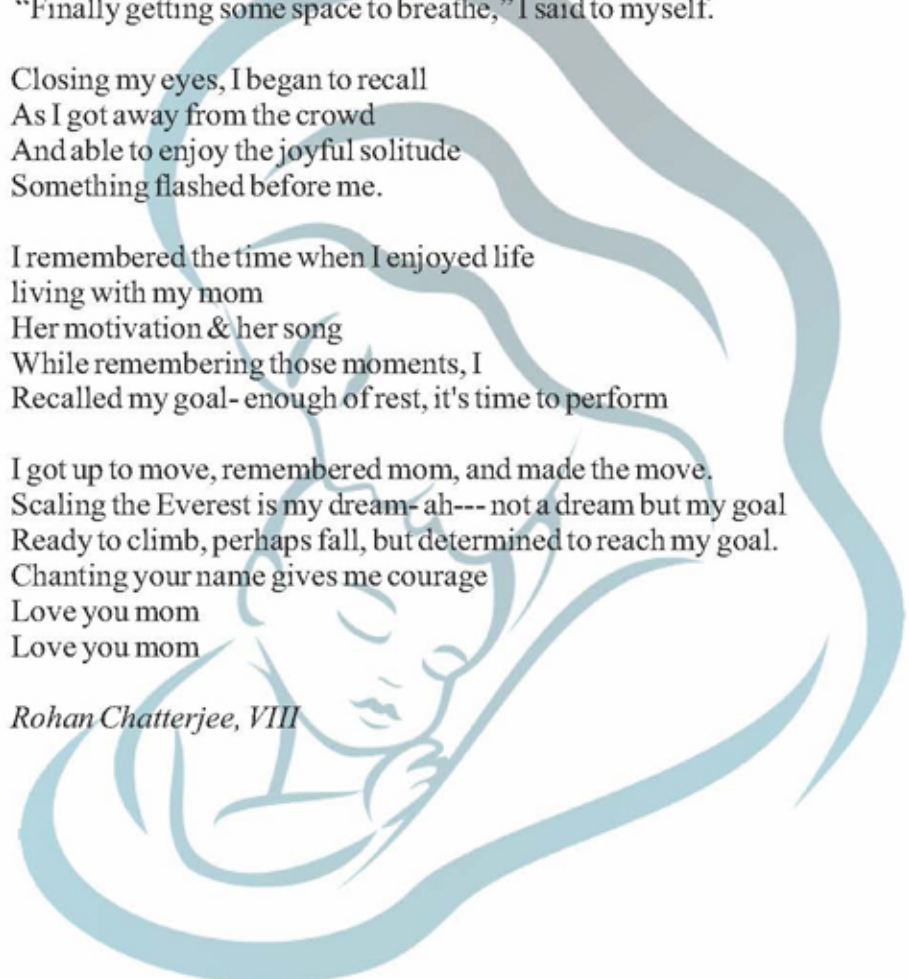 “Finally getting some space to breathe,” I said to myself.
Closing my eyes, I began to recall
As I got away from the crowd
And able to enjoy the joyful solitude
Something flashed before me.
I remembered the time when I enjoyed life
living with my mom
Her motivation & her song
While remembering those moments, I
Recalled my goal- enough of rest, it's time to perform
I got up to move, remembered mom, and made the move.
Scaling the Everest is my dream- ah--- not a dream but my goal
Ready to climb, perhaps fall, but determined to reach my goal.
Chanting your name gives me courage
Love you mom
Love you mom
Rohan Chatterjee, VIII